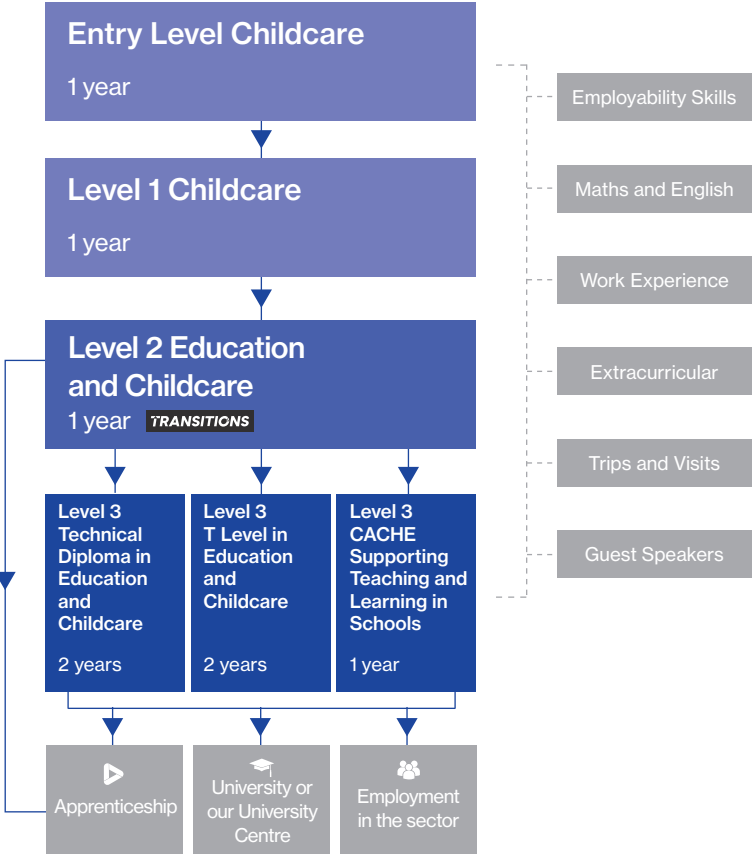 Entry Level Childcare
1 year
Level 1 Childcare
1 year
Level 2 Education
and Childcare
1 year TRANSITIONS
Level 3
Technical
Diploma in
Education
and
Childcare
2 years
Level 3
T Level in
Education
and
Childcare
2 years
Level 3
CACHE
Supporting
Teaching and
Learning in
Schools
1 year
Apprenticeship
University or
our University
Centre
Employment
in the sector
Employability Skills
Maths and English
Work Experience
Extracurricular
Trips and Visits
Guest Speakers